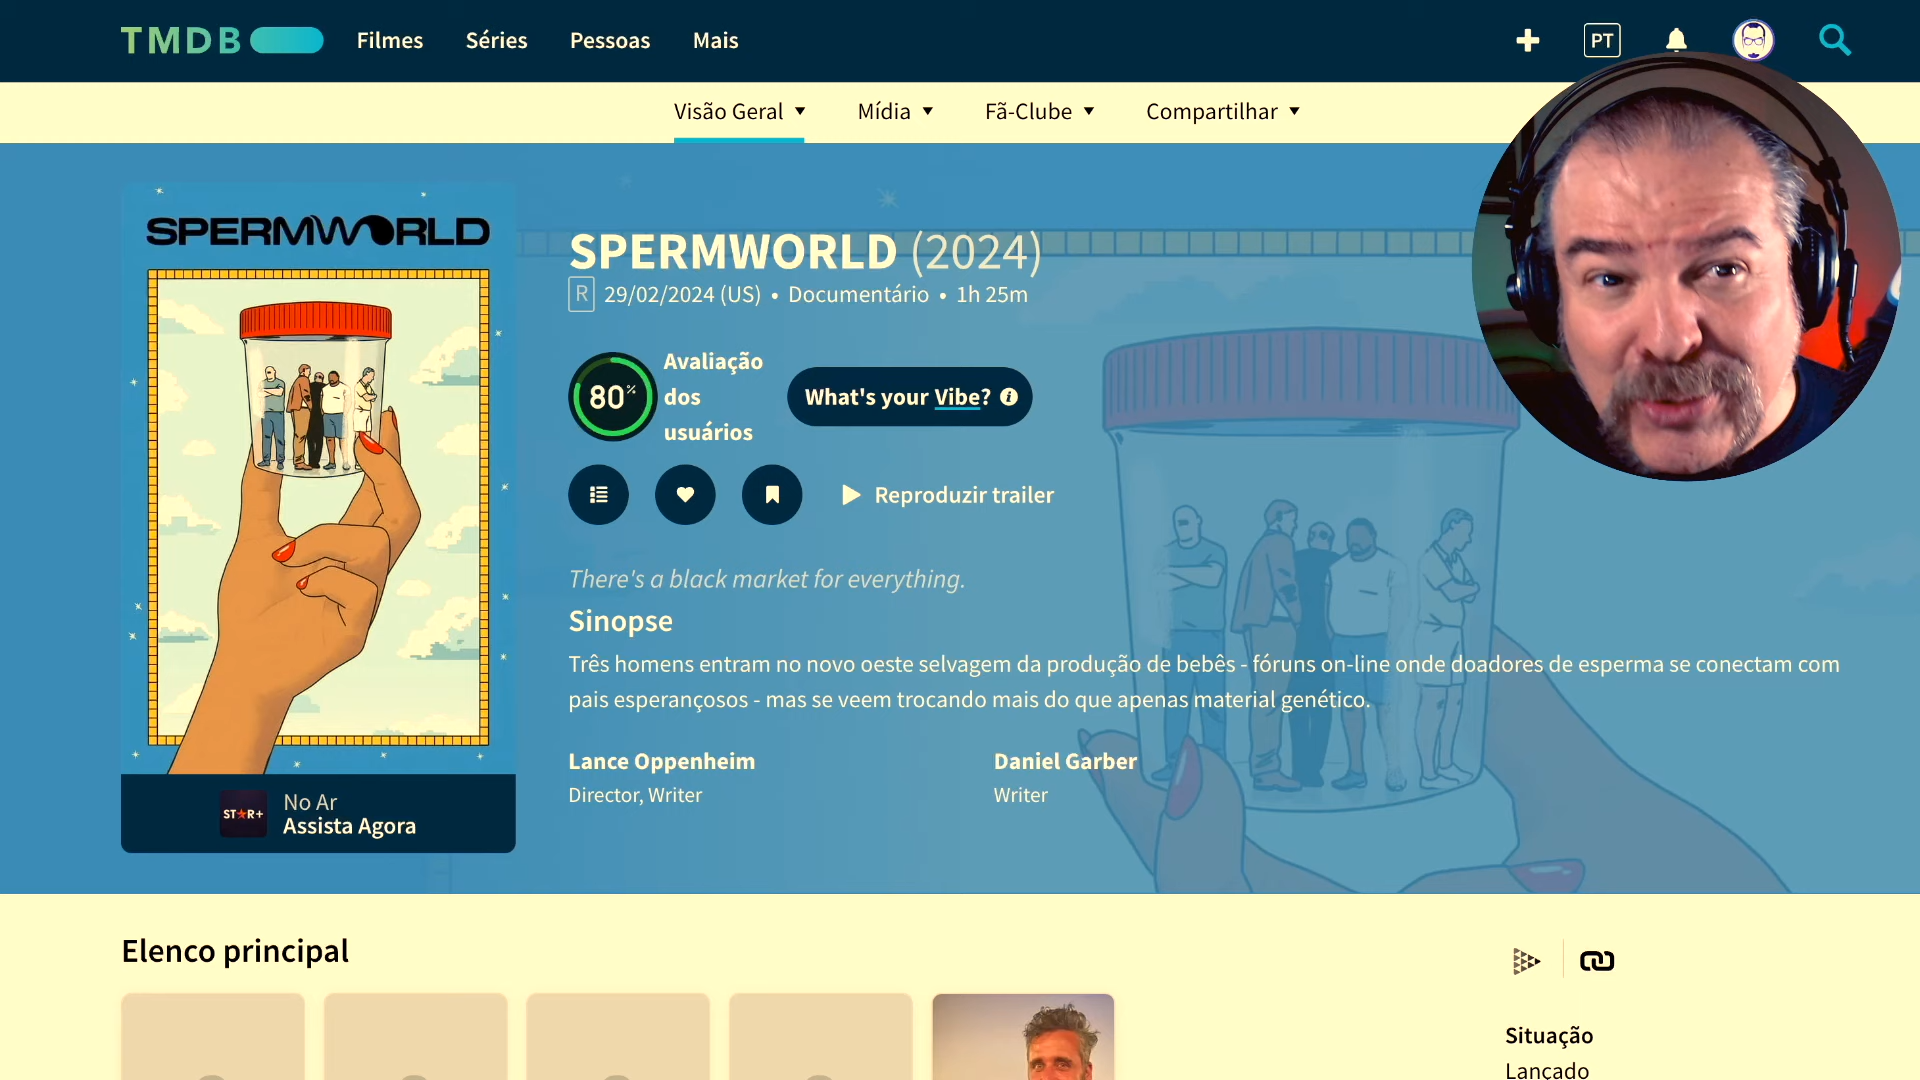 TMDB
Filmes
Séries
Pessoas
Mais
PT
Visão Geral
Mídia
Fã-Clube
Compartilhar
SPERMWORLD
SPERMWORLD (2024)
R 29/02/2024 (US) • Documentário • 1h 25m
80%
Avaliação
dos
usuários
What's your Vibe?
Reproduzir trailer
There's a black market for everything.
Sinopse
Três homens entram no novo oeste selvagem da produção de bebês - fóruns on-line onde doadores de esperma se conectam com
pais esperançosos - mas se veem trocando mais do que apenas material genético.
Lance Oppenheim
Director, Writer
Daniel Garber
Writer
ST★R+
No Ar
Assista Agora
Elenco principal
Situação
Lançado